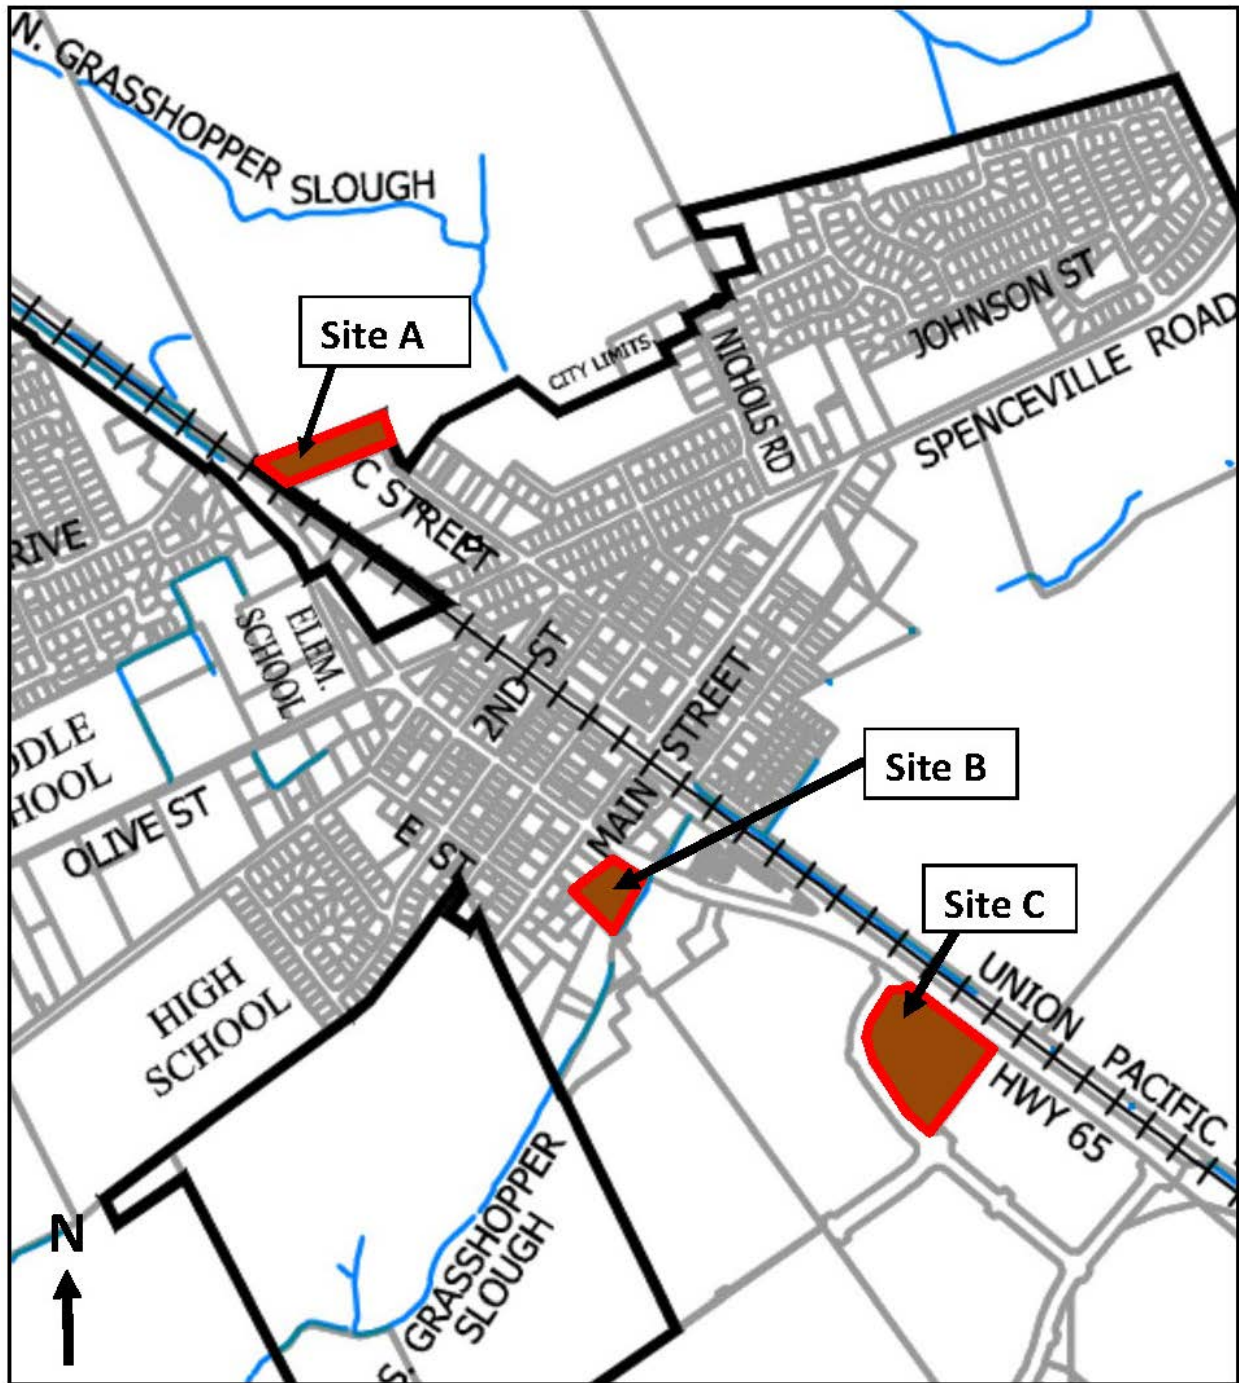 N. GRASSHOPPER SLOUGH
Site A
CITY LIMITS
NICHOLS RD
JOHNSON ST
SPENCEVILLE ROAD
C STREET
RIVE
ELEM.
SCHOOL
2ND ST
MAIN STREET
Site B
DDLE
HOOL
OLIVE ST
E ST
Site C
HIGH
SCHOOL
UNION PACIFIC
HWY 65
S. GRASSHOPPER
SLOUGH
N